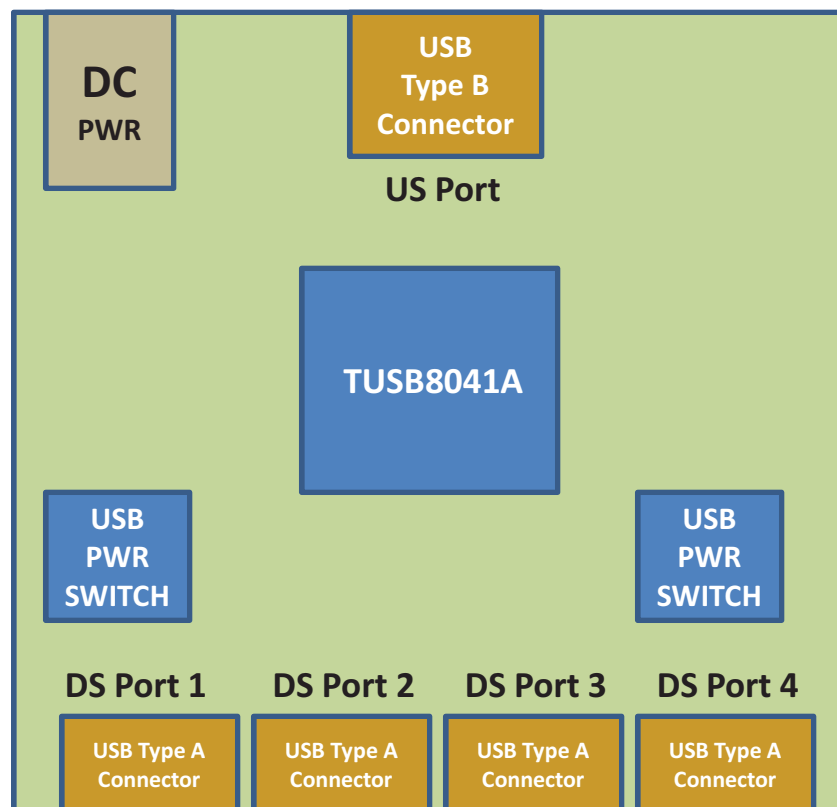 DC
PWR
USB
Type B
Connector
US Port
TUSB8041A
USB
PWR
SWITCH
USB
PWR
SWITCH
DS Port 1
DS Port 2
DS Port 3
DS Port 4
USB Type A
Connector
USB Type A
Connector
USB Type A
Connector
USB Type A
Connector